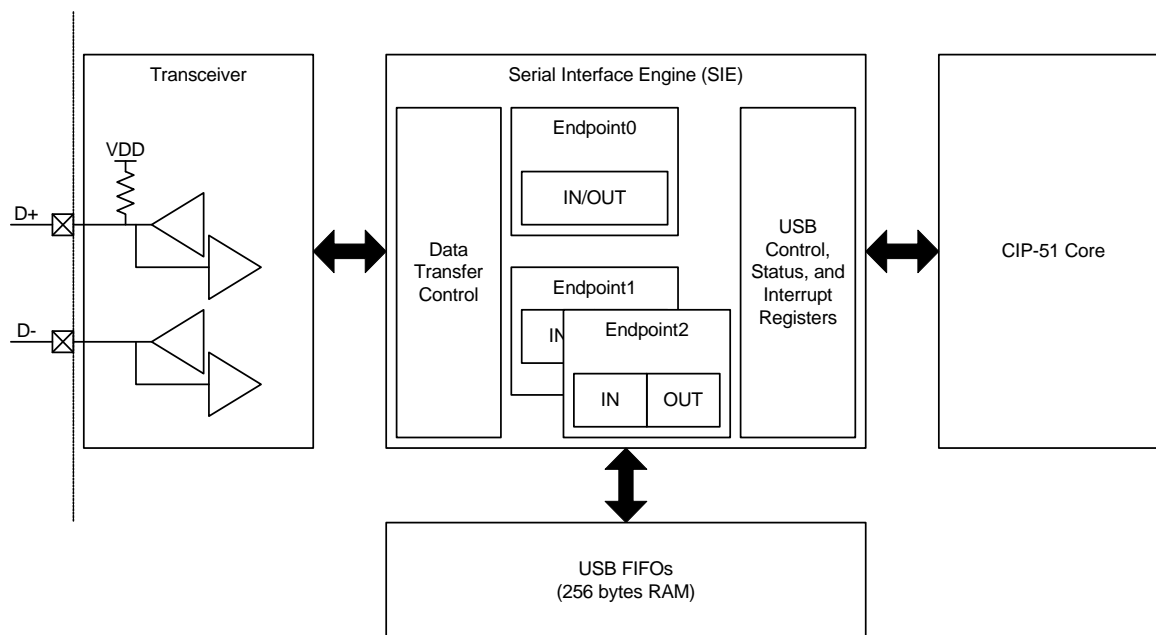 Transceiver
VDD
D+
D-
Serial Interface Engine (SIE)
Data
Transfer
Control
Endpoint0
IN/OUT
Endpoint1
IN
Endpoint2
IN
OUT
USB
Control,
Status, and
Interrupt
Registers
CIP-51 Core
USB FIFOs
(256 bytes RAM)